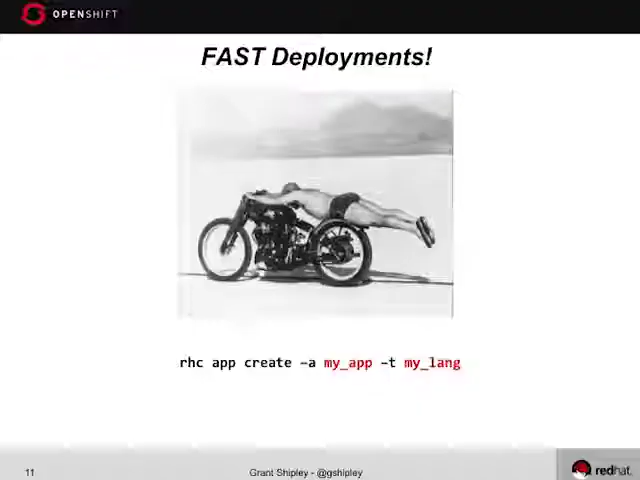 OPENSHIFT
FAST Deployments!
rhc app create –a my_app –t my_lang
11
Grant Shipley - @gshipley
redhat.